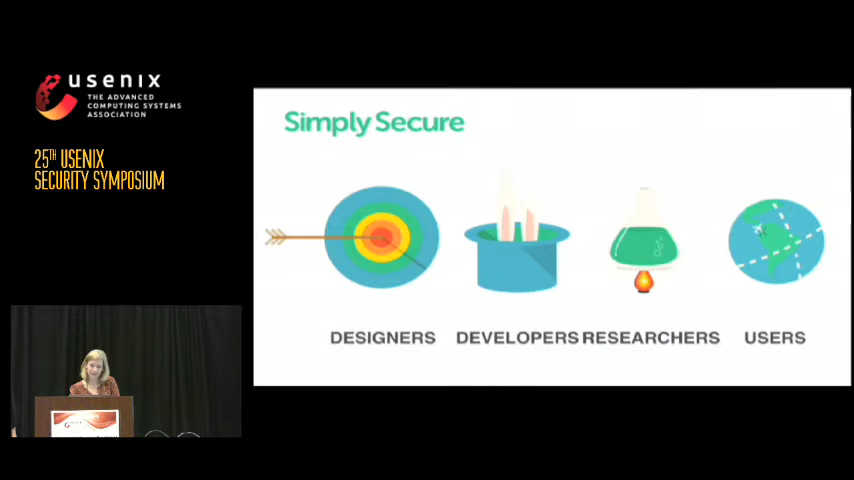 usenix
THE ADVANCED
COMPUTING SYSTEMS
ASSOCIATION
25TH USENIX
SECURITY SYMPOSIUM
Simply Secure
DESIGNERS
DEVELOPERS
RESEARCHERS
USERS